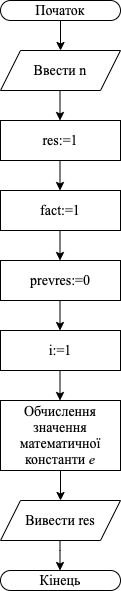 Початок
Ввести n
res:=1
fact:=1
prevres:=0
i:=1
Обчислення
значення
математичної
константи e
Вивести res
Кінець